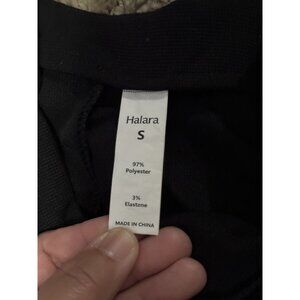 Halara
S
97%
Polyester
3%
Elastane
MADE IN CHINA